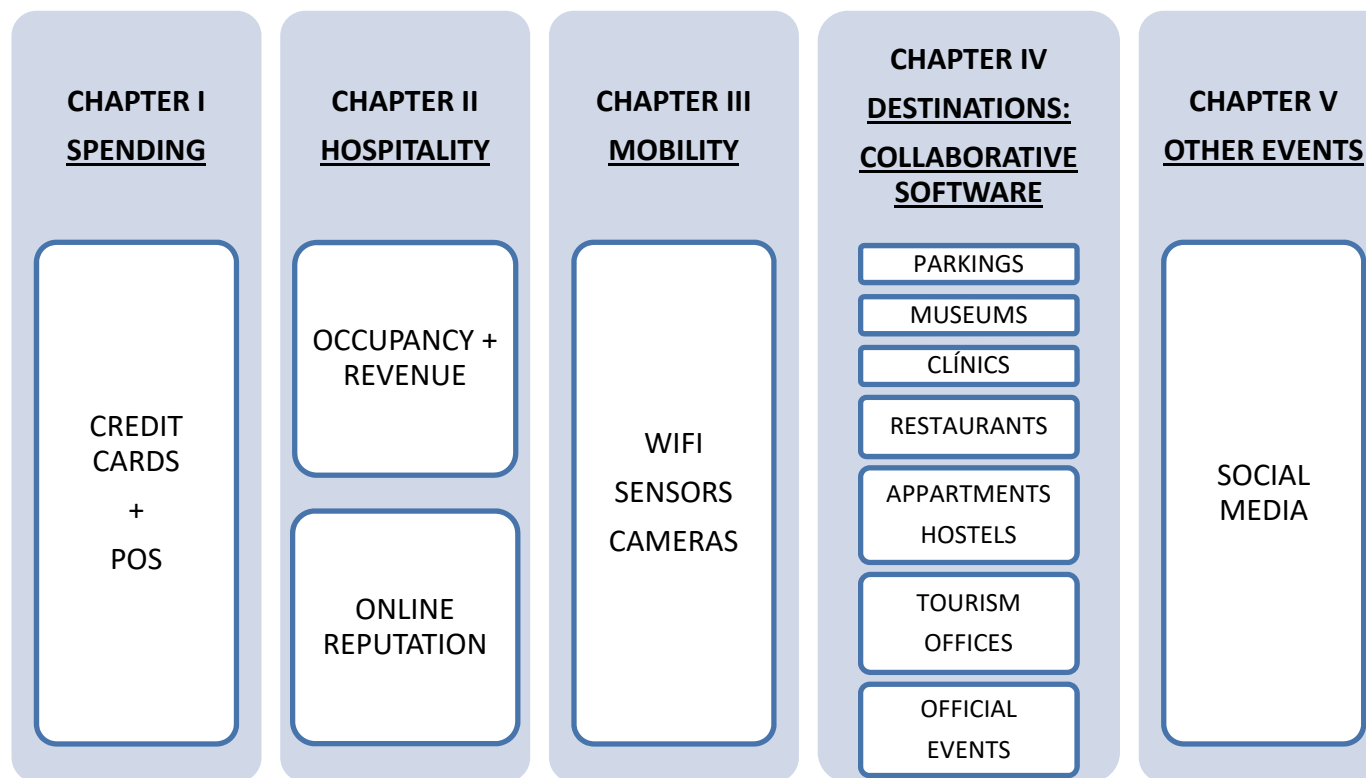 CHAPTER I
SPENDING
CREDIT
CARDS
+
POS
CHAPTER II
HOSPITALITY
OCCUPANCY +
REVENUE
ONLINE
REPUTATION
CHAPTER III
MOBILITY
WIFI
SENSORS
CAMERAS
CHAPTER IV
DESTINATIONS:
COLLABORATIVE
SOFTWARE
PARKINGS
MUSEUMS
CLÍNICS
RESTAURANTS
APPARTMENTS
HOSTELS
TOURISM
OFFICES
OFFICIAL
EVENTS
CHAPTER V
OTHER EVENTS
SOCIAL
MEDIA